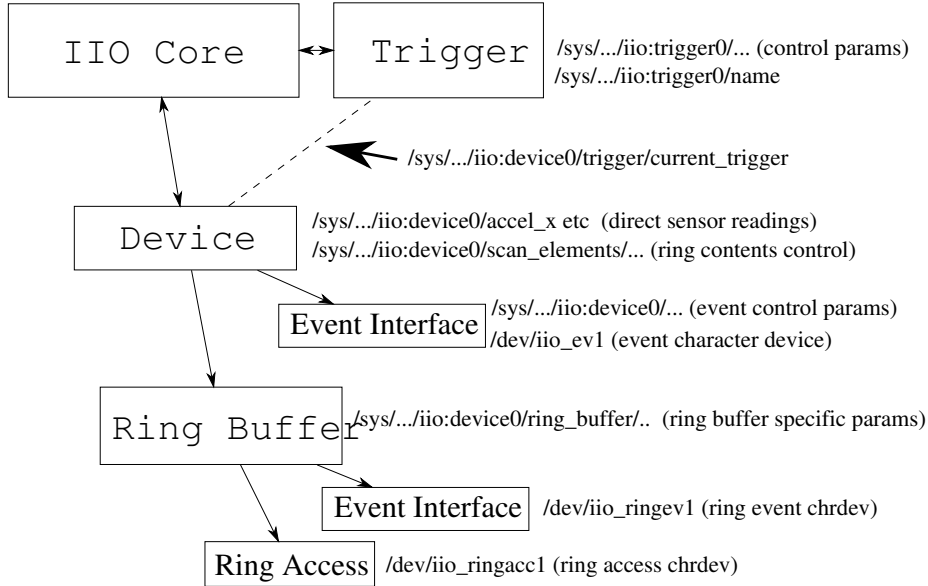 IIO Core
Trigger
/sys/.../iio:trigger0/... (control params)
/sys/.../iio:trigger0/name
/sys/.../iio:device0/trigger/current_trigger
Device
/sys/.../iio:device0/accel_x etc (direct sensor readings)
/sys/.../iio:device0/scan_elements/... (ring contents control)
Event Interface
/sys/.../iio:device0/... (event control params)
/dev/iio_ev1 (event character device)
Ring Buffer
/sys/.../iio:device0/ring_buffer/.. (ring buffer specific params)
Event Interface
/dev/iio_ringev1 (ring event chrdev)
Ring Access
/dev/iio_ringacc1 (ring access chrdev)